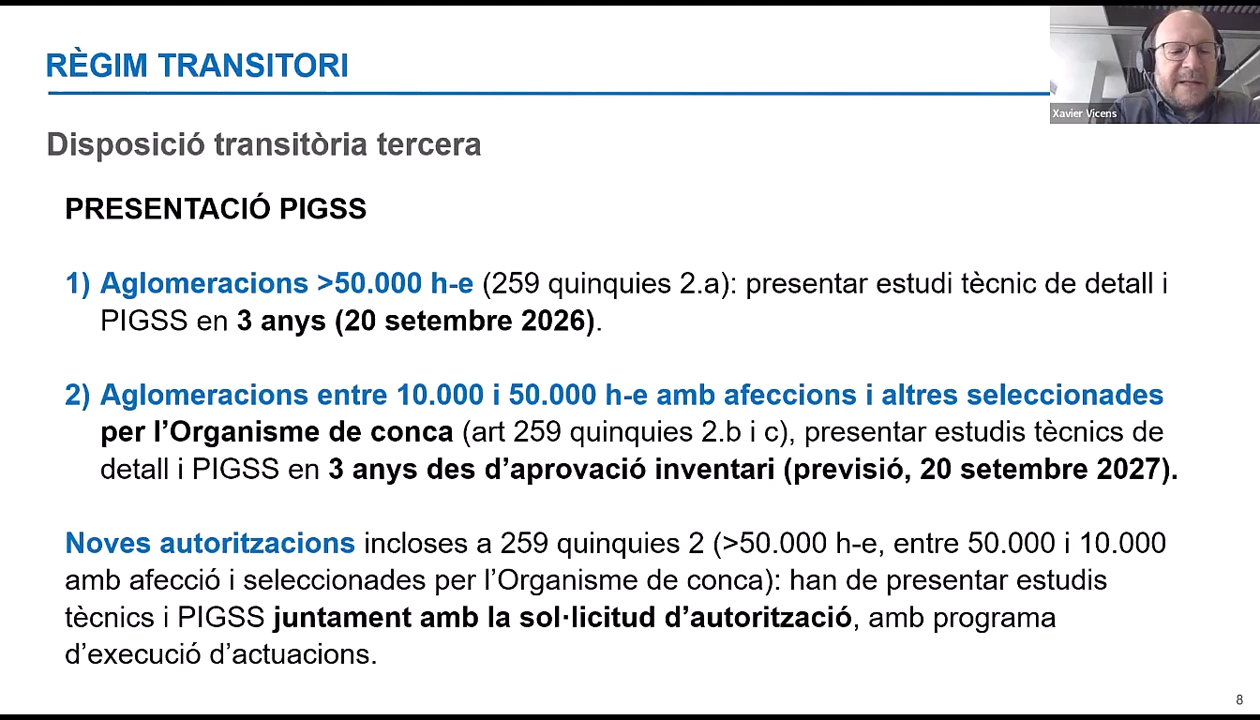 RÈGIM TRANSITORI
Xavier Vicens
Disposició transitòria tercera
PRESENTACIÓ PIGSS
1) Aglomeracions >50.000 h-e (259 quinquies 2.a): presentar estudi tècnic de detall i
PIGSS en 3 anys (20 setembre 2026).
2) Aglomeracions entre 10.000 i 50.000 h-e amb afeccions i altres seleccionades
per l’Organisme de conca (art 259 quinquies 2.b i c), presentar estudis tècnics de
detall i PIGSS en 3 anys des d’aprovació inventari (previsió, 20 setembre 2027).
Noves autoritzacions incloses a 259 quinquies 2 (>50.000 h-e, entre 50.000 i 10.000
amb afecció i seleccionades per l’Organisme de conca): han de presentar estudis
tècnics i PIGSS juntament amb la sol·licitud d’autorització, amb programa
d’execució d’actuacions.
8